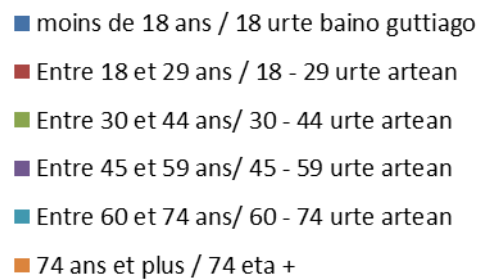 moins de 18 ans / 18 urte baino guttiago
Entre 18 et 29 ans / 18 - 29 urte artean
Entre 30 et 44 ans/ 30 - 44 urte artean
Entre 45 et 59 ans/ 45 - 59 urte artean
Entre 60 et 74 ans/ 60 - 74 urte artean
74 ans et plus / 74 eta +